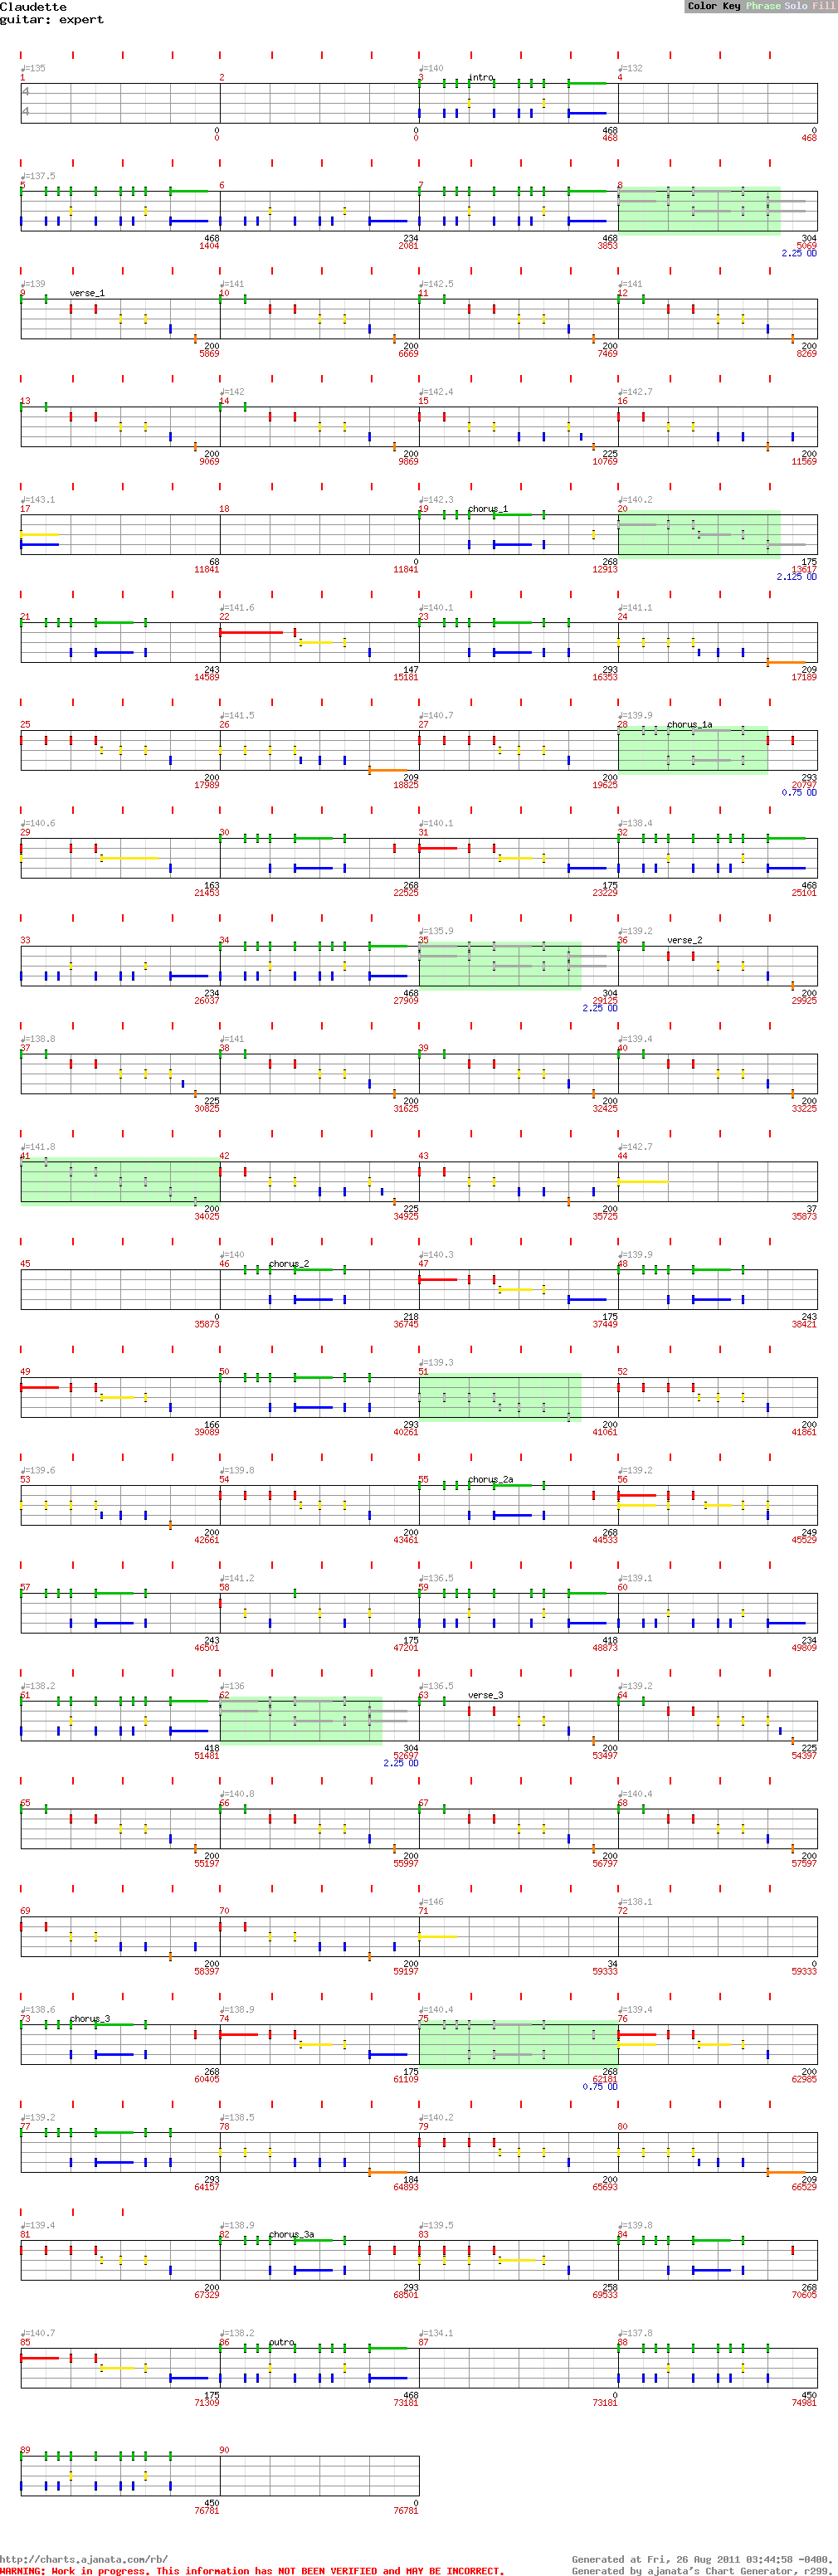 Claudette Color Key Phrase Solo Fill
guitar: expert
♩=135 ♩=140 ♩=132
1 2 3 intro 4
4
4
0 0 468 0
0 0 468 468
♩=137.5
5 6 7 8
468 234 468 304
1404 2081 3853 5069
2.25 OD
♩=139 ♩=141 ♩=142.5 ♩=141
9 verse_1 10 11 12
200 200 200 200
5869 6669 7469 8269
♩=142 ♩=142.4 ♩=142.7
13 14 15 16
200 200 225 200
9069 9869 10769 11569
♩=143.1 ♩=142.3 ♩=140.2
17 18 19 chorus_1 20
68 0 268 175
11841 11841 12913 13617
2.125 OD
♩=141.6 ♩=140.1 ♩=141.1
21 22 23 24
243 147 293 209
14589 15181 16353 17189
♩=141.5 ♩=140.7 ♩=139.9
25 26 27 28 chorus_1a
200 209 200 293
17989 18825 19625 20797
0.75 OD
♩=140.6 ♩=140.1 ♩=138.4
29 30 31 32
163 268 175 468
21453 22525 23229 25101
♩=135.9 ♩=139.2
33 34 35 36 verse_2
234 468 304 200
26037 27909 29125 29925
2.25 OD
♩=138.8 ♩=141 ♩=139.4
37 38 39 40
225 200 200 200
30825 31625 32425 33225
♩=141.8 ♩=142.7
41 42 43 44
200 225 200 37
34025 34925 35725 35873
♩=140 ♩=140.3 ♩=139.9
45 46 chorus_2 47 48
0 218 175 243
35873 36745 37449 38421
♩=139.3
49 50 51 52
166 293 200 200
39089 40261 41061 41861
♩=139.6 ♩=139.8 ♩=139.2
53 54 55 chorus_2a 56
200 200 268 249
42661 43461 44533 45529
♩=141.2 ♩=136.5 ♩=139.1
57 58 59 60
243 175 418 234
46501 47201 48873 49809
♩=138.2 ♩=136 ♩=136.5 ♩=139.2
61 62 63 verse_3 64
418 304 200 225
51481 52697 53497 54397
2.25 OD
♩=140.8 ♩=140.4
65 66 67 68
200 200 200 200
55197 55997 56797 57597
♩=146 ♩=138.1
69 70 71 72
200 200 34 0
58397 59197 59333 59333
♩=138.6 ♩=138.9 ♩=140.4 ♩=139.4
73 chorus_3 74 75 76
268 175 268 200
60405 61109 62181 62985
0.75 OD
♩=139.2 ♩=138.5 ♩=140.2
77 78 79 80
293 184 200 209
64157 64893 65693 66529
♩=139.4 ♩=138.9 ♩=139.5 ♩=139.8
81 82 chorus_3a 83 84
200 293 258 268
67329 68501 69533 70605
♩=140.7 ♩=138.2 ♩=134.1 ♩=137.8
85 86 outro 87 88
175 468 0 450
71309 73181 73181 74981
89 90
450 0
76781 76781
http://charts.ajanata.com/rb/ Generated at Fri, 26 Aug 2011 03:44:58 -0400.
WARNING: Work in progress. This information has NOT BEEN VERIFIED and MAY BE INCORRECT. Generated by ajanata's Chart Generator, r299.